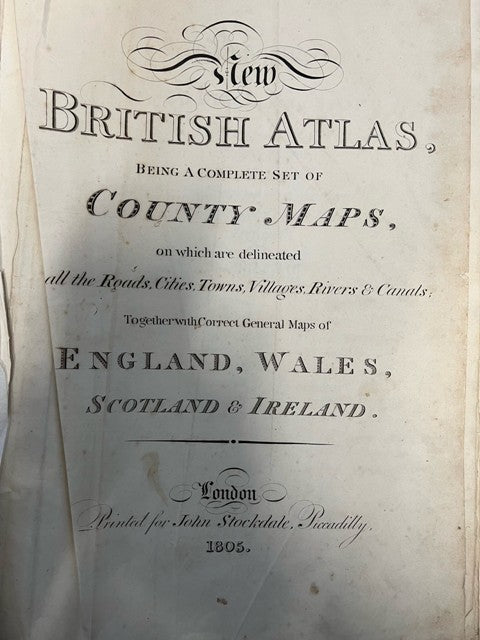 New
BRITISH ATLAS,
BEING A COMPLETE SET OF
COUNTY MAPS,
on which are delineated
all the Roads, Cities, Towns, Villages, Rivers & Canals;
Together with Correct General Maps of
ENGLAND, WALES,
SCOTLAND & IRELAND.
London
Printed for John Stockdale, Piccadilly,
1805.